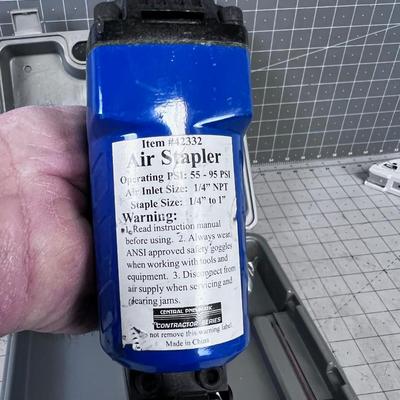 Item #42332
Air Stapler
Operating PSI: 55 - 95 PSI
Air Inlet Size: 1/4" NPT
Staple Size: 1/4" to 1"
Warning:
1. Read instruction manual
before using. 2. Always wear
ANSI approved safety goggles
when working with tools and
equipment. 3. Disconnect from
air supply when servicing and
clearing jams.
CENTRAL PNEUMATIC
CONTRACTOR SERIES
Do not remove this warning label.
Made in China